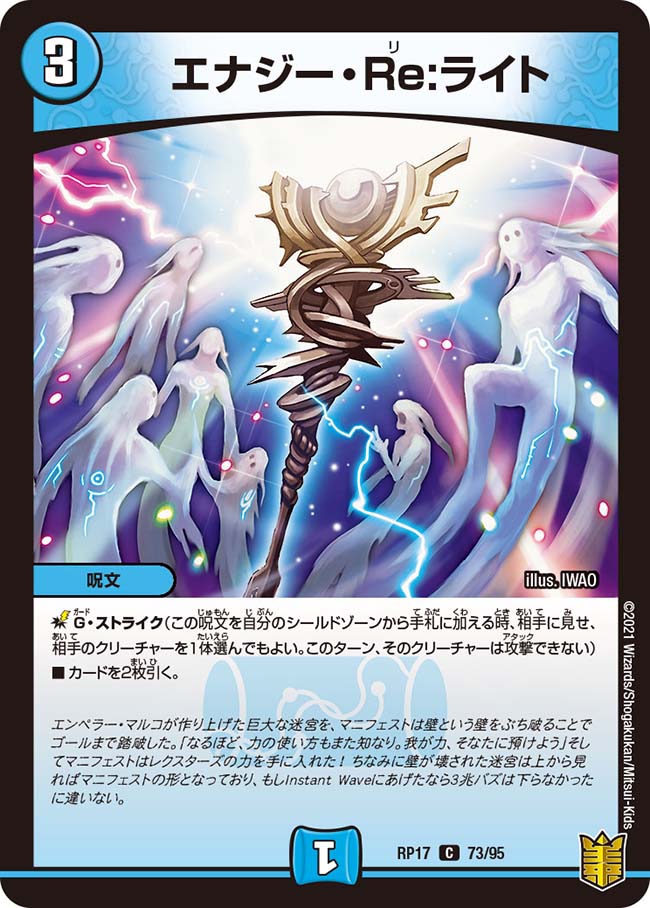 3
エナジー・Re:ライト
リ
呪文
illus. IWAO
G・ストライク(この呪文を自分のシールドゾーンから手札に加える時、相手に見せ、
相手のクリーチャーを1体選んでもよい。このターン、そのクリーチャーは攻撃できない)
■カードを2枚引く。
エンペラー・マルコが作り上げた巨大な迷宮を、マニフェストは壁という壁をぶち破ることで
ゴールまで踏破した。「なるほど、力の使い方もまた知なり。我が力、そなたに預けよう」そし
てマニフェストはレクスターズの力を手に入れた！ちなみに壁が壊された迷宮は上から見
ればマニフェストの形となっており、もしInstant Waveにあげたなら3兆バズは下らなかった
に違いない。
1
RP17 C 73/95
©2021 Wizards/Shogakukan/Mitsui-Kids